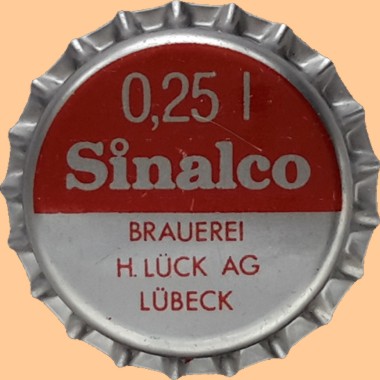 0,25 l
Sinalco
BRAUEREI
H. LÜCK AG
LÜBECK